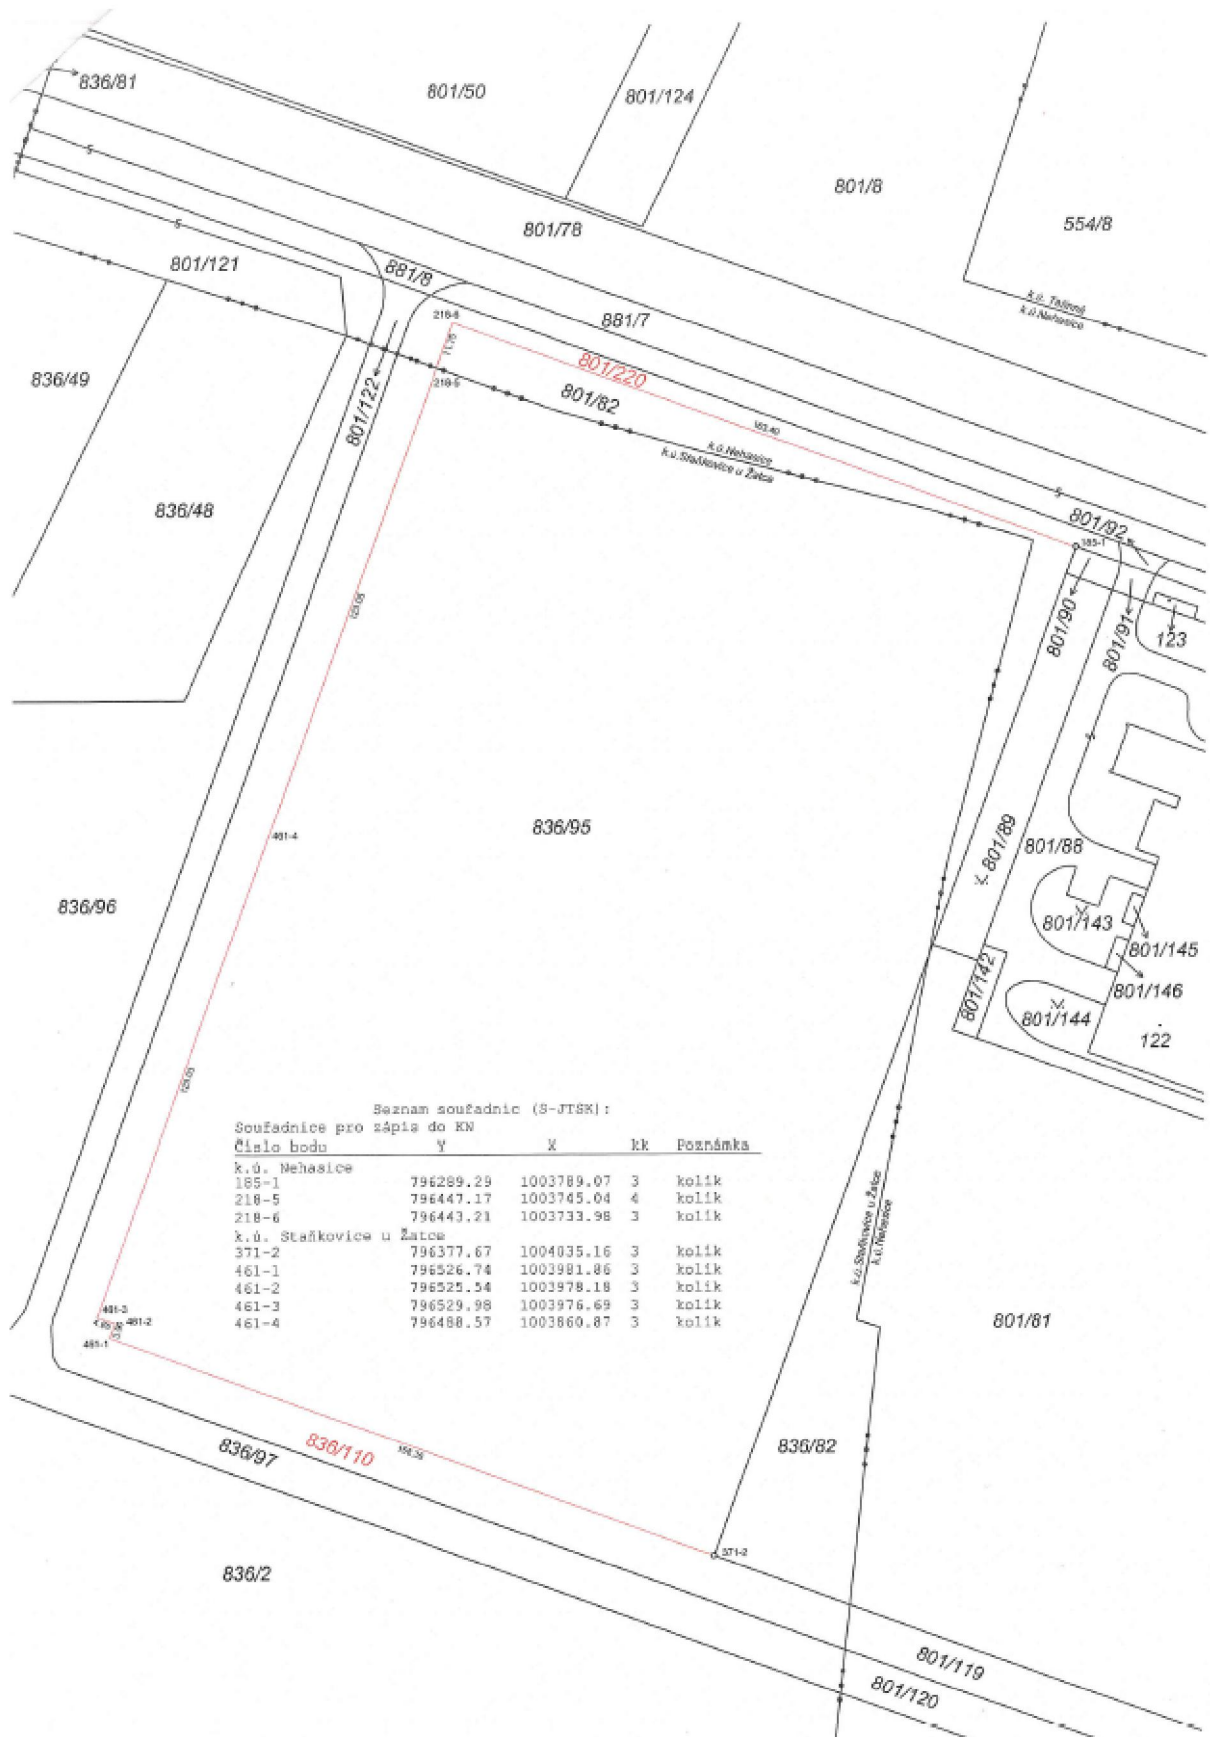 836/81
801/50
801/124
801/8
554/8
801/78
801/121
881/8
k.ú. Tatinná
k.ú.Nehasice
218-6
881/7
11.75
801/220
836/49
218-5
801/82
801/122
163.40
k.ú.Nehasice
k.ú.Staňkovice u Žatce
836/48
801/92
185-1
801/90
801/91
123
123.05
461-4
836/95
801/89
801/88
836/96
801/143
801/145
801/142
801/146
801/144
122
123.05
Seznam souřadnic (S-JTSK):
Souřadnice pro zápis do KN
Číslo bodu Y X kk Poznámka
k.ú. Nehasice
185-1 796289.29 1003789.07 3 kolík
218-5 796447.17 1003745.04 4 kolík
218-6 796443.21 1003733.98 3 kolík
k.ú. Staňkovice u Žatce
371-2 796377.67 1004035.16 3 kolík
461-1 796526.74 1003981.86 3 kolík
461-2 796525.54 1003978.18 3 kolík
461-3 796529.98 1003976.69 3 kolík
461-4 796488.57 1003860.87 3 kolík
k.ú.Staňkovice u Žatce
k.ú.Nehasice
461-3
461-2
461-1
801/81
836/97
836/110
836/82
371-2
836/2
801/119
801/120